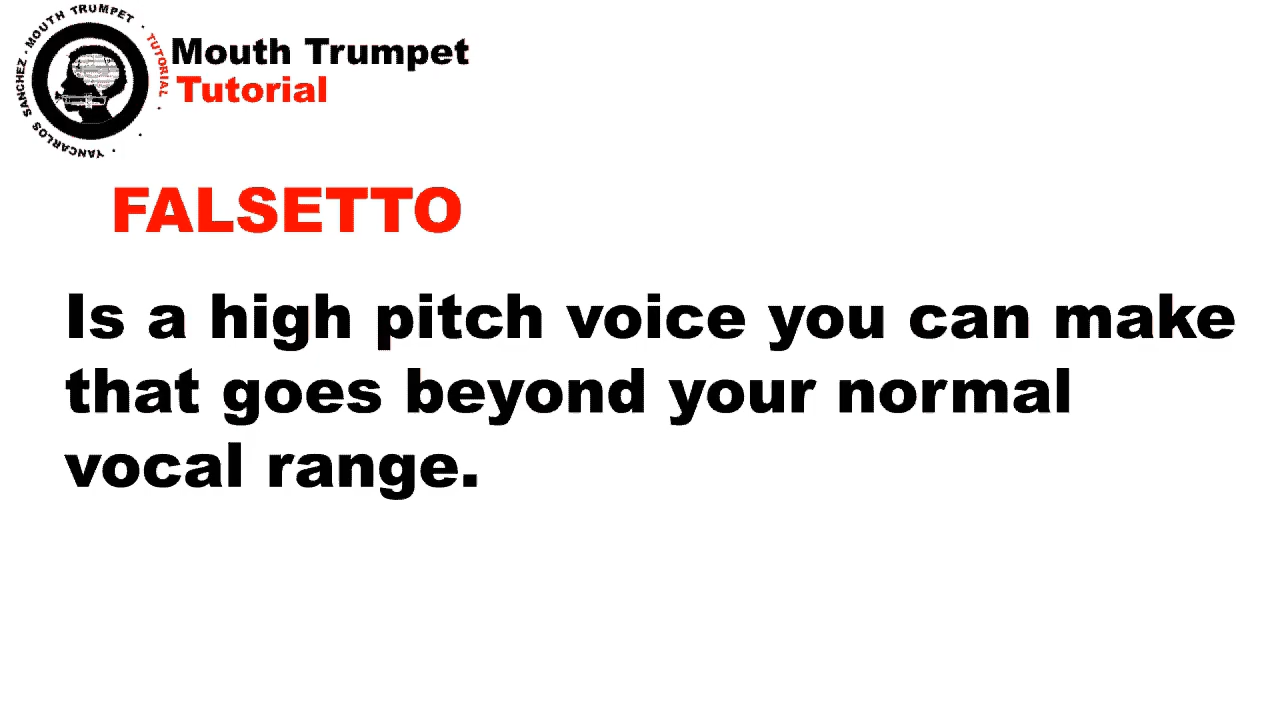 MOUTH TRUMPET · TUTORIAL · YANCARLOS SANCHEZ ·
Mouth Trumpet
Tutorial
FALSETTO
Is a high pitch voice you can make
that goes beyond your normal
vocal range.